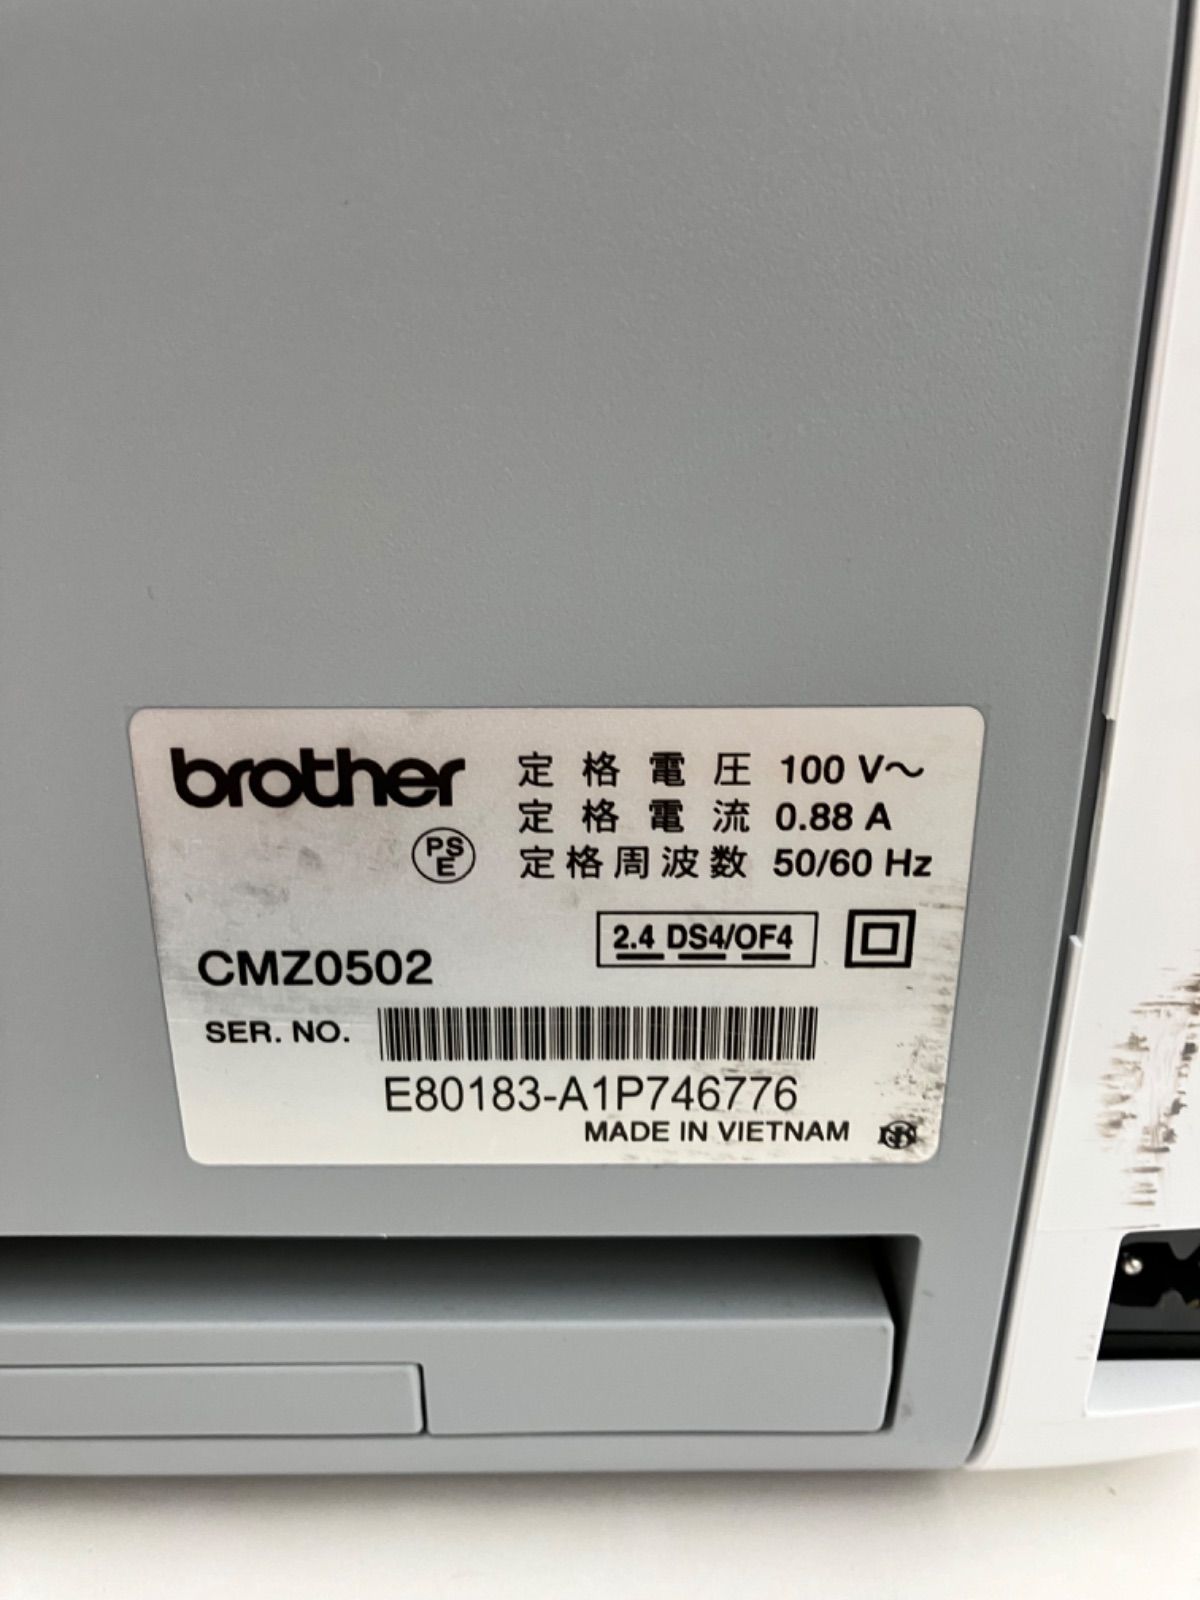 brother
定格電圧 100 V～
定格電流 0.88 A
定格周波数 50/60 Hz
PS
E
2.4 DS4/OF4
CMZ0502
SER. NO.
E80183-A1P746776
MADE IN VIETNAM